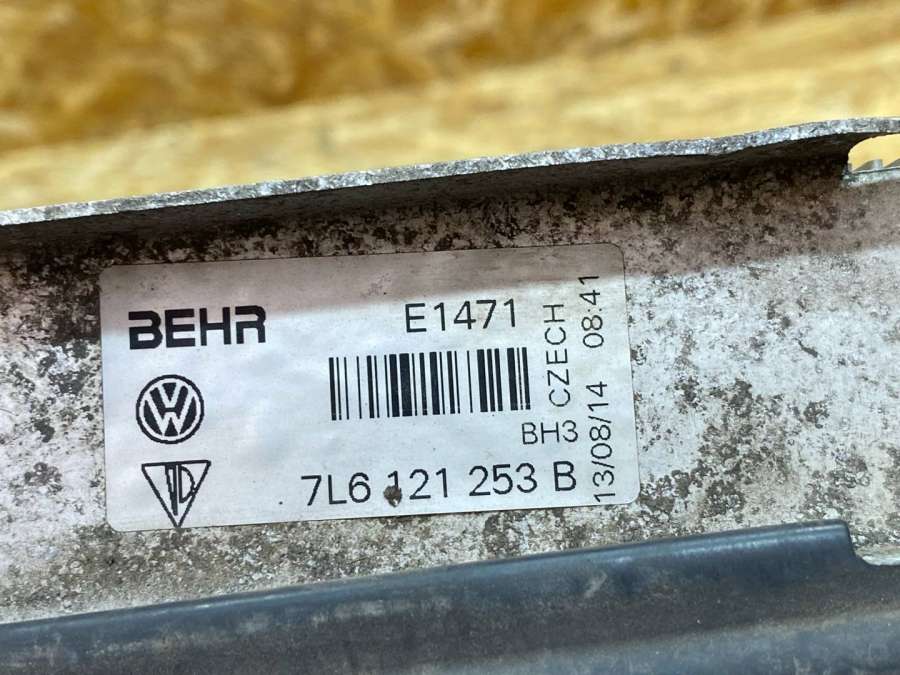 BEHR
E1471
CZECH
BH3
13/08/14 08:41
7L6 121 253 B